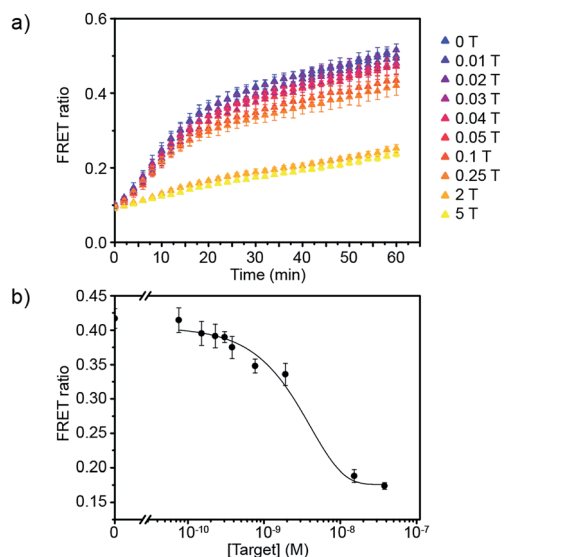 a)
0.6
0.4
0.2
0.0
FRET ratio
0
20
30
40
50
60
Time (min)
0 T
0.01 T
0.02 T
0.03 T
0.04 T
0.05 T
0.1 T
0.25 T
2 T
5 T
b)
0.45
0.40
0.35
0.30
0.25
0.20
0.15
FRET ratio
0
10⁻¹⁰
10⁻⁹
10⁻⁸
10⁻⁷
[Target] (M)